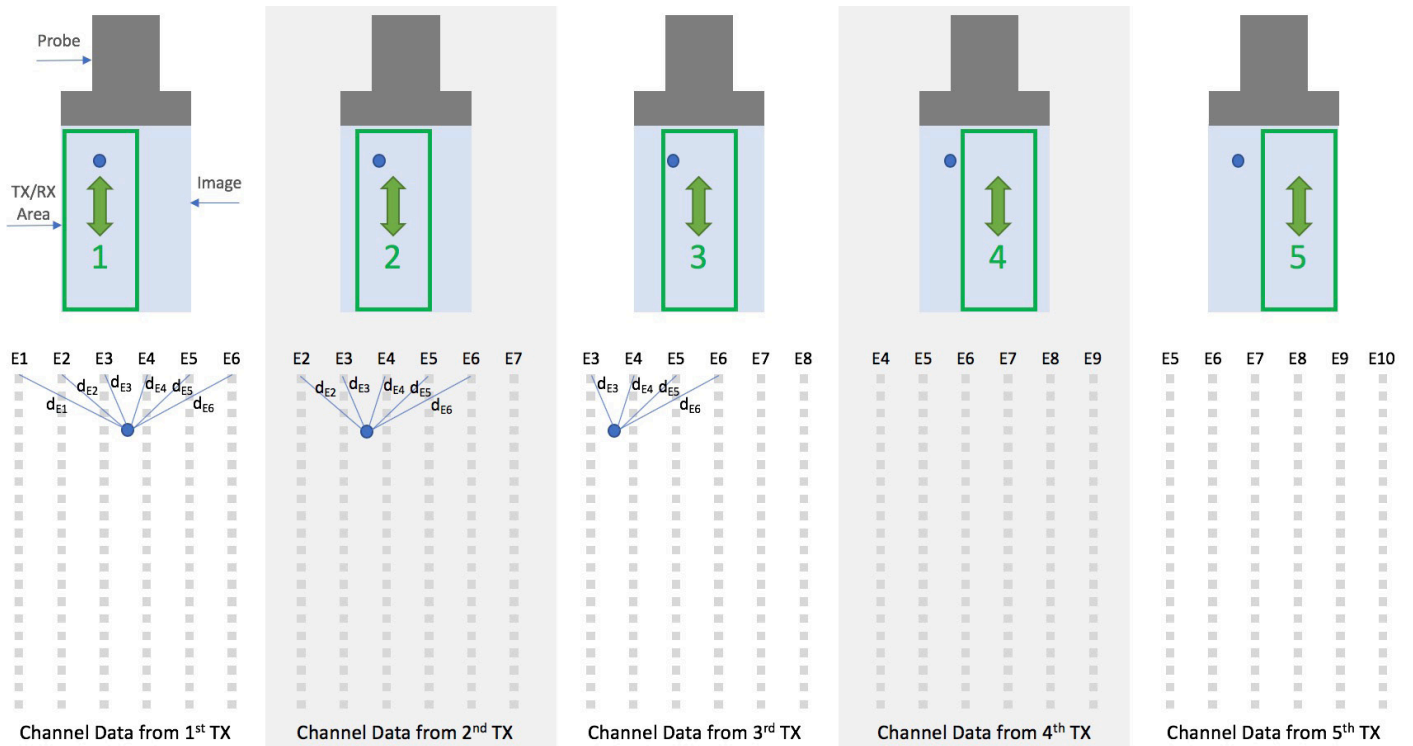 Probe
TX/RX
Area
Image
1
2
3
4
5
E1 E2 E3 E4 E5 E6
dE1 dE2 dE3 dE4 dE5 dE6
E2 E3 E4 E5 E6 E7
dE2 dE3 dE4 dE5 dE6
E3 E4 E5 E6 E7 E8
dE3 dE4 dE5 dE6
E4 E5 E6 E7 E8 E9
E5 E6 E7 E8 E9 E10
Channel Data from 1st TX
Channel Data from 2nd TX
Channel Data from 3rd TX
Channel Data from 4th TX
Channel Data from 5th TX